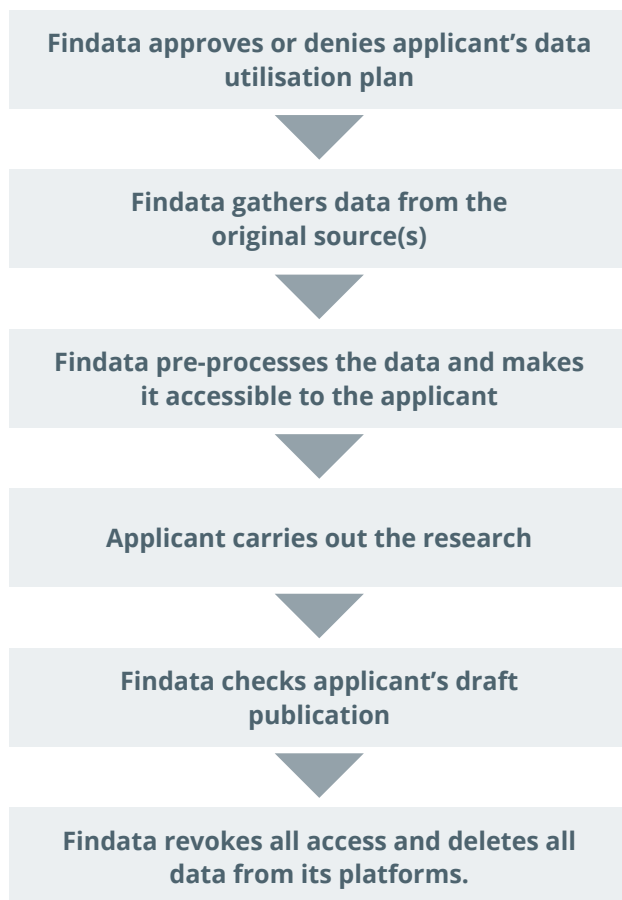 Findata approves or denies applicant’s data
utilisation plan
Findata gathers data from the
original source(s)
Findata pre-processes the data and makes
it accessible to the applicant
Applicant carries out the research
Findata checks applicant’s draft
publication
Findata revokes all access and deletes all
data from its platforms.